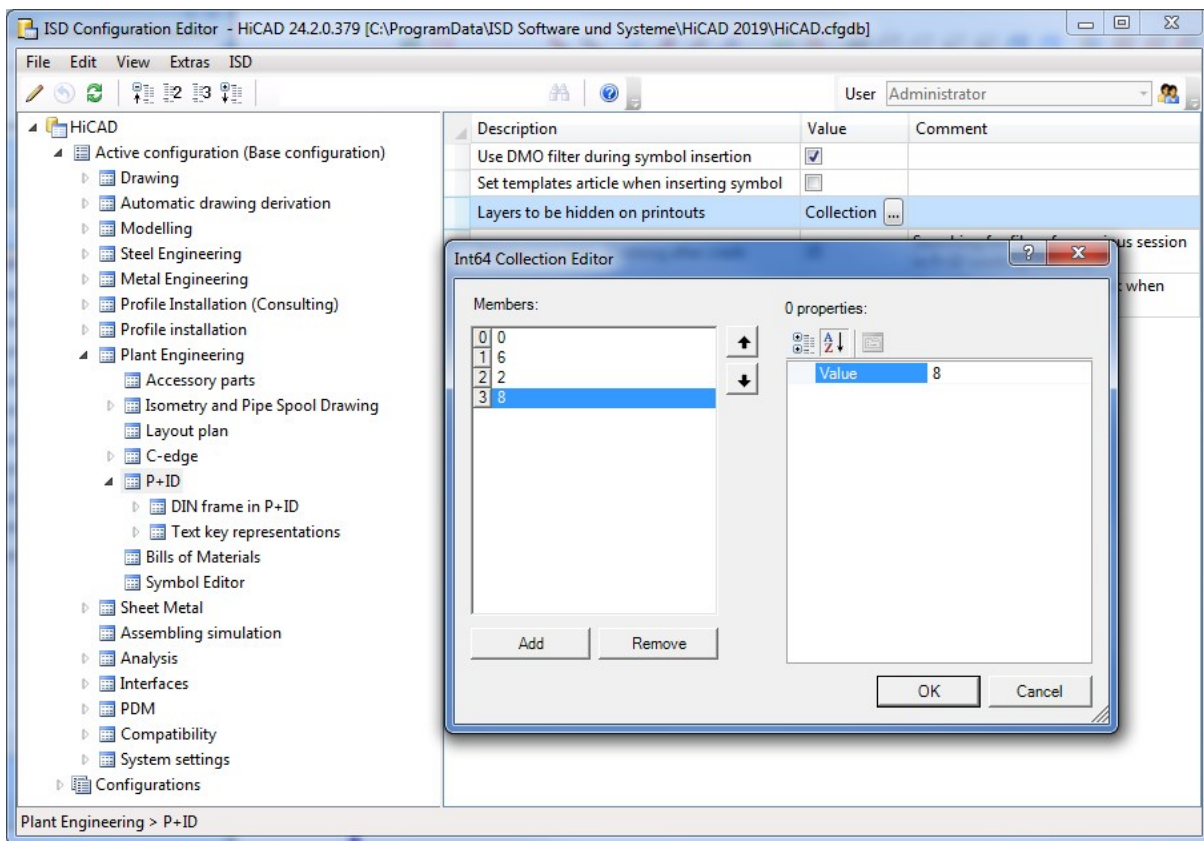 ISD Configuration Editor - HiCAD 24.2.0.379 [C:\ProgramData\ISD Software und Systeme\HiCAD 2019\HiCAD.cfgdb]
File Edit View Extras ISD
User Administrator
HiCAD
Active configuration (Base configuration)
Drawing
Automatic drawing derivation
Modelling
Steel Engineering
Metal Engineering
Profile Installation (Consulting)
Profile installation
Plant Engineering
Accessory parts
Isometry and Pipe Spool Drawing
Layout plan
C-edge
P+ID
DIN frame in P+ID
Text key representations
Bills of Materials
Symbol Editor
Sheet Metal
Assembling simulation
Analysis
Interfaces
PDM
Compatibility
System settings
Configurations
Description Value Comment
Use DMO filter during symbol insertion
Set templates article when inserting symbol
Layers to be hidden on printouts Collection ...
us session
when
Int64 Collection Editor
Members:
0 0
1 6
2 2
3 8
Add Remove
0 properties:
Value 8
OK Cancel
Plant Engineering > P+ID